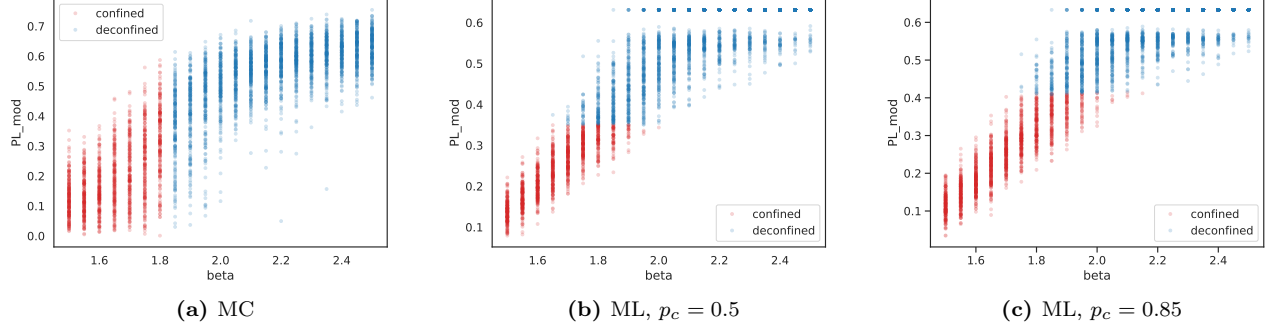 confined
deconfined
0.7
0.6
0.5
0.4
0.3
0.2
0.1
0.0
PL_mod
1.6 1.8 2.0 2.2 2.4
beta
(a) MC
0.6
0.5
0.4
0.3
0.2
0.1
PL_mod
confined
deconfined
1.6 1.8 2.0 2.2 2.4
beta
(b) ML, p_c = 0.5
0.6
0.5
0.4
0.3
0.2
0.1
PL_mod
confined
deconfined
1.6 1.8 2.0 2.2 2.4
beta
(c) ML, p_c = 0.85